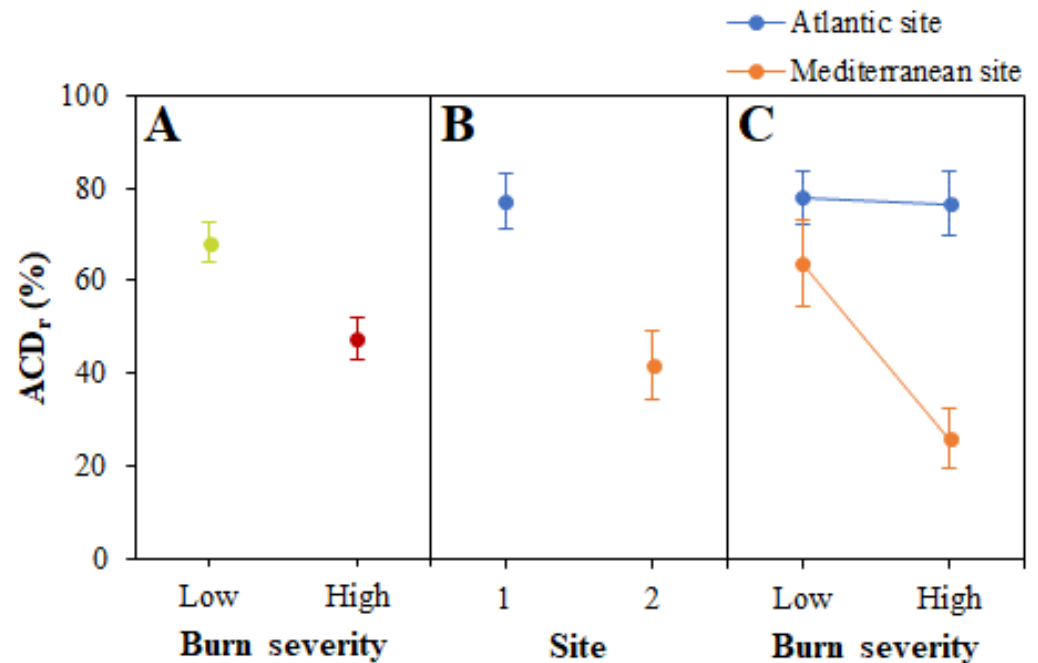 Atlantic site
Mediterranean site
A
B
C
100
80
60
40
20
0
ACDr (%)
Low
High
1
2
Low
High
Burn severity
Site
Burn severity